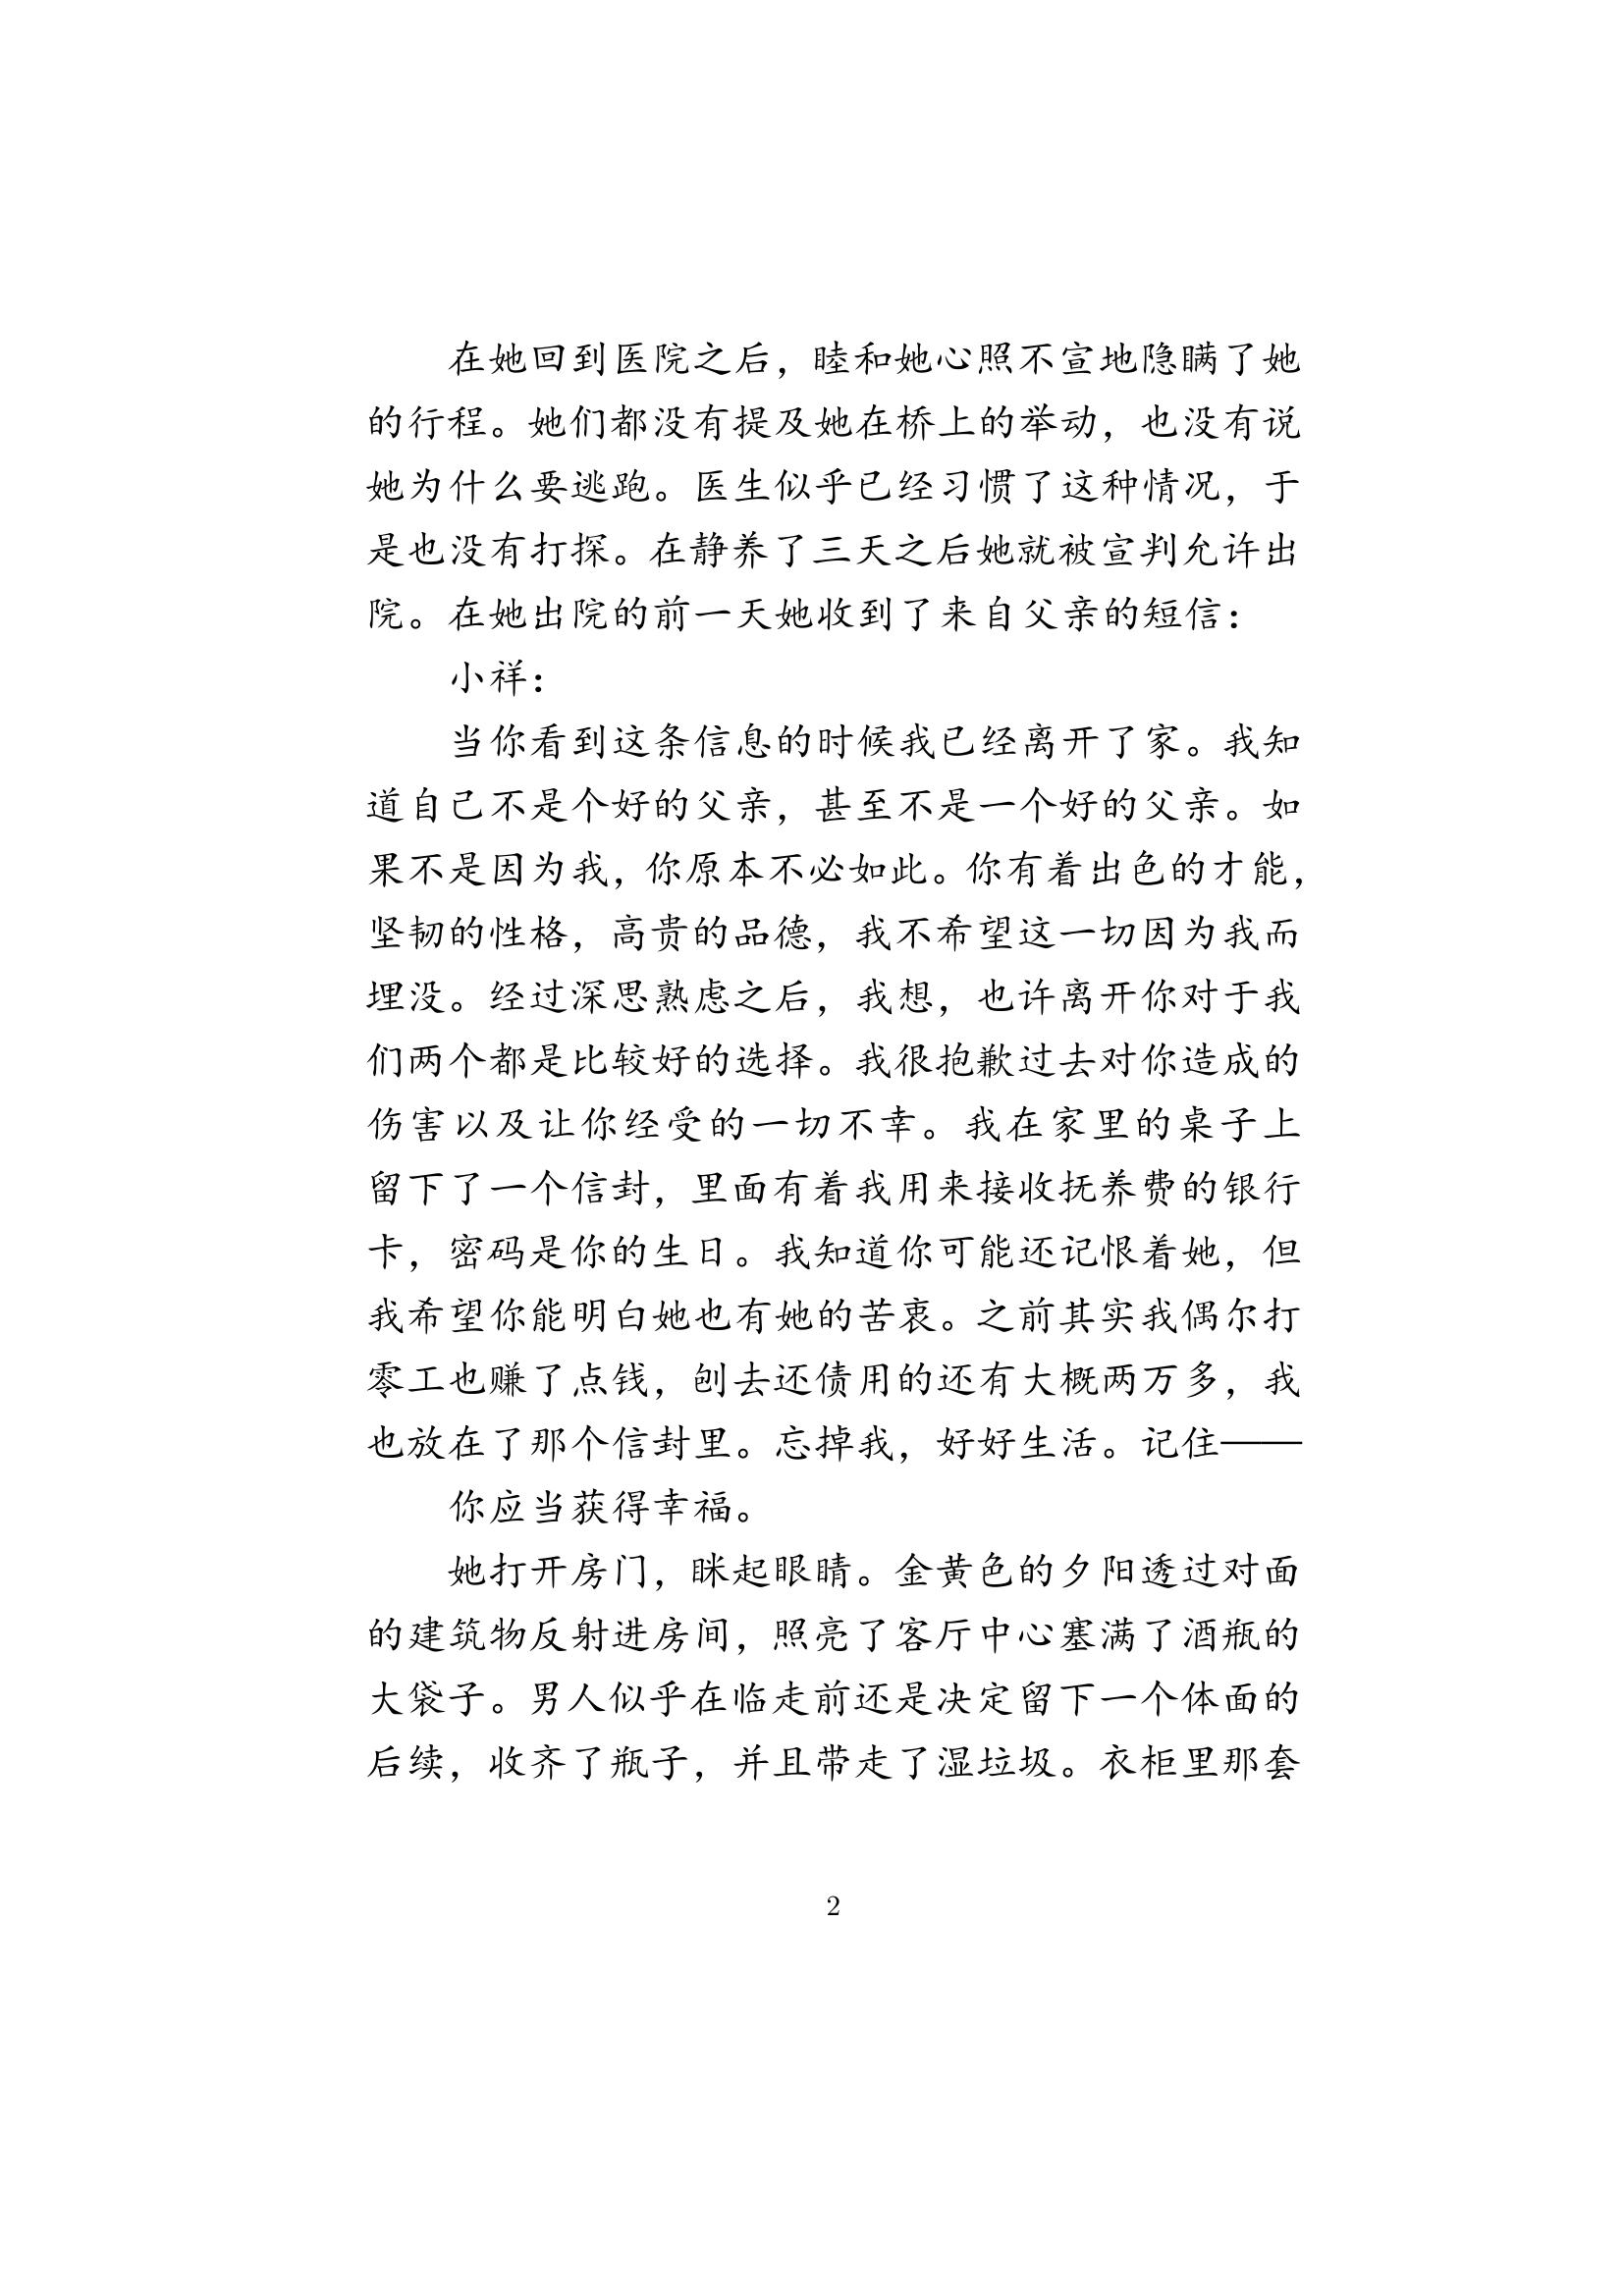 在她回到医院之后，睦和她心照不宣地隐瞒了她
的行程。她们都没有提及她在桥上的举动，也没有说
她为什么要逃跑。医生似乎已经习惯了这种情况，于
是也没有打探。在静养了三天之后她就被宣判允许出
院。在她出院的前一天她收到了来自父亲的短信：
小祥：
当你看到这条信息的时候我已经离开了家。我知
道自己不是个好的父亲，甚至不是一个好的父亲。如
果不是因为我，你原本不必如此。你有着出色的才能，
坚韧的性格，高贵的品德，我不希望这一切因为我而
埋没。经过深思熟虑之后，我想，也许离开你对于我
们两个都是比较好的选择。我很抱歉过去对你造成的
伤害以及让你经受的一切不幸。我在家里的桌子上
留下了一个信封，里面有着我用来接收抚养费的银行
卡，密码是你的生日。我知道你可能还记恨着她，但
我希望你能明白她也有她的苦衷。之前其实我偶尔打
零工也赚了点钱，刨去还债用的还有大概两万多，我
也放在了那个信封里。忘掉我，好好生活。记住——
你应当获得幸福。
她打开房门，眯起眼睛。金黄色的夕阳透过对面
的建筑物反射进房间，照亮了客厅中心塞满了酒瓶的
大袋子。男人似乎在临走前还是决定留下一个体面的
后续，收齐了瓶子，并且带走了湿垃圾。衣柜里那套
2